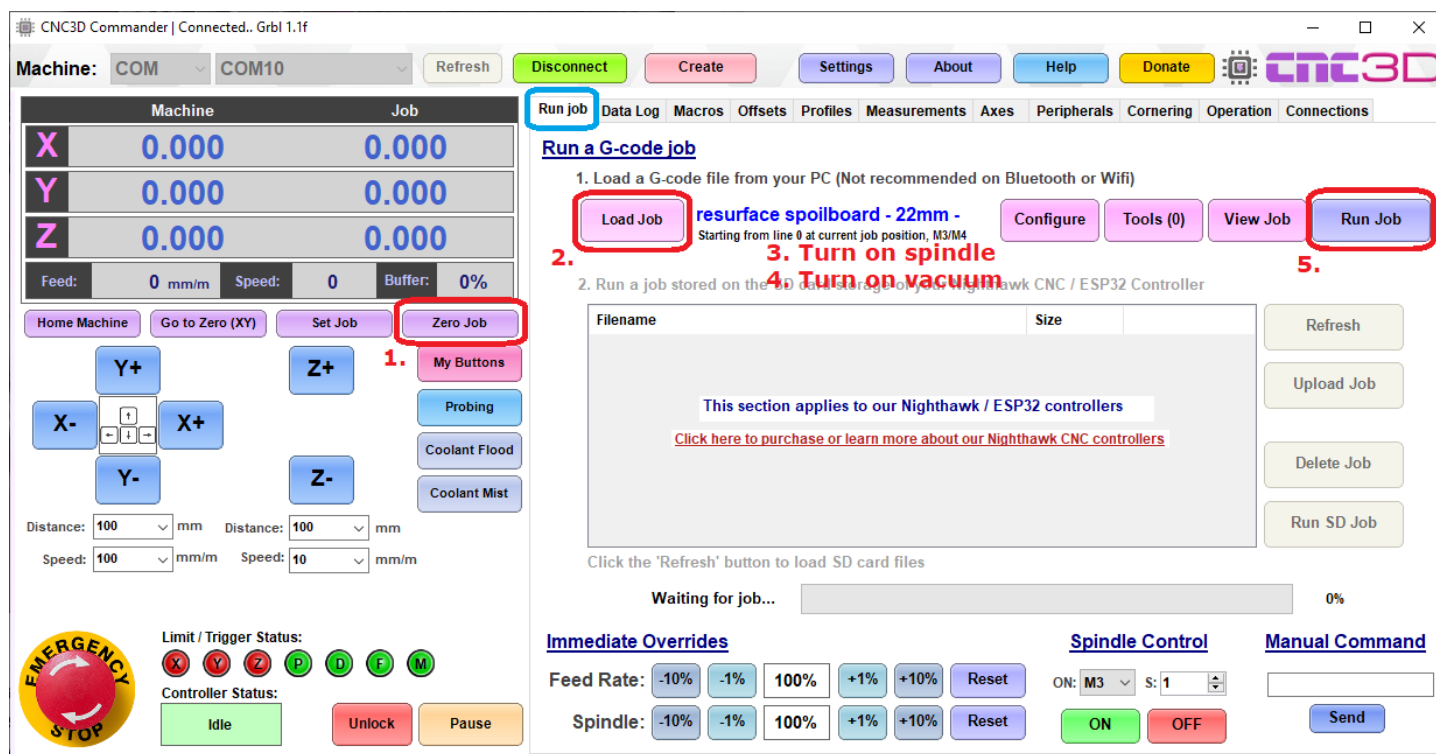 CNC3D Commander | Connected.. Grbl 1.1f
Machine: COM COM10 Refresh Disconnect Create Settings About Help Donate CNC3D
Machine Job
X 0.000 0.000
Y 0.000 0.000
Z 0.000 0.000
Feed: 0 mm/m Speed: 0 Buffer: 0%
Home Machine Go to Zero (XY) Set Job Zero Job
1.
Y+ Z+ My Buttons
X- X+ Probing
Coolant Flood
Y- Z- Coolant Mist
Distance: 100 mm Distance: 100 mm
Speed: 100 mm/m Speed: 10 mm/m
EMERGENCY STOP
Limit / Trigger Status:
X Y Z P D F M
Controller Status:
Idle Unlock Pause
Run job Data Log Macros Offsets Profiles Measurements Axes Peripherals Cornering Operation Connections
Run a G-code job
1. Load a G-code file from your PC (Not recommended on Bluetooth or Wifi)
Load Job resurface spoilboard - 22mm - Configure Tools (0) View Job Run Job
Starting from line 0 at current job position, M3/M4
2. 3. Turn on spindle 5.
4. Turn on vacuum
2. Run a job stored on the SD card storage of your Nighthawk CNC / ESP32 Controller
Filename Size
Refresh
Upload Job
This section applies to our Nighthawk / ESP32 controllers
Click here to purchase or learn more about our Nighthawk CNC controllers
Delete Job
Run SD Job
Click the 'Refresh' button to load SD card files
Waiting for job... 0%
Immediate Overrides Spindle Control Manual Command
Feed Rate: -10% -1% 100% +1% +10% Reset ON: M3 S: 1
Spindle: -10% -1% 100% +1% +10% Reset ON OFF Send